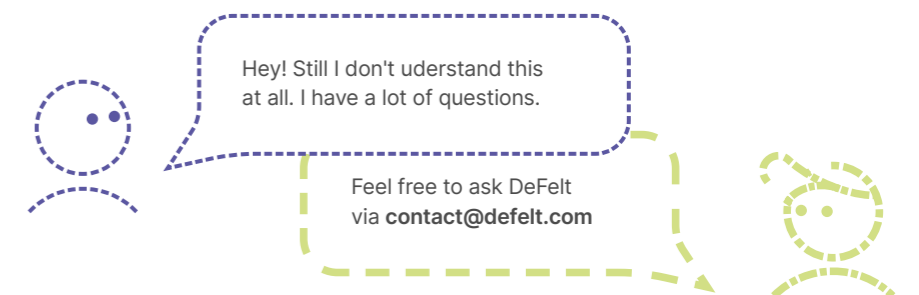 Hey! Still I don't uderstand this
at all. I have a lot of questions.
Feel free to ask DeFelt
via contact@defelt.com